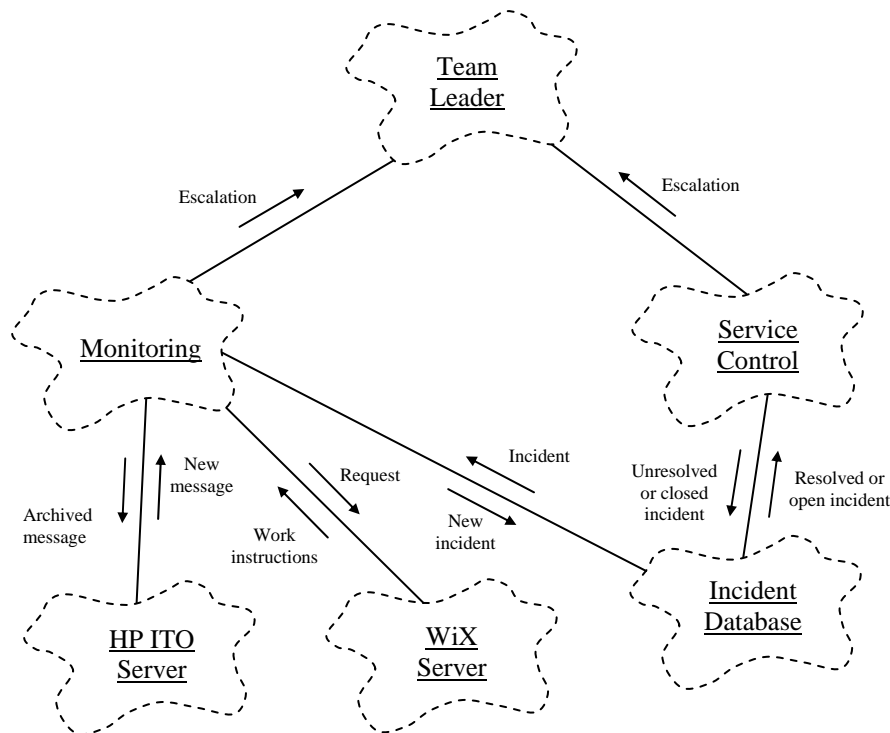 Team
Leader
Escalation
Escalation
Monitoring
Service
Control
Archived
message
New
message
Request
Work
instructions
Incident
New
incident
Unresolved
or closed
incident
Resolved or
open incident
HP ITO
Server
WiX
Server
Incident
Database